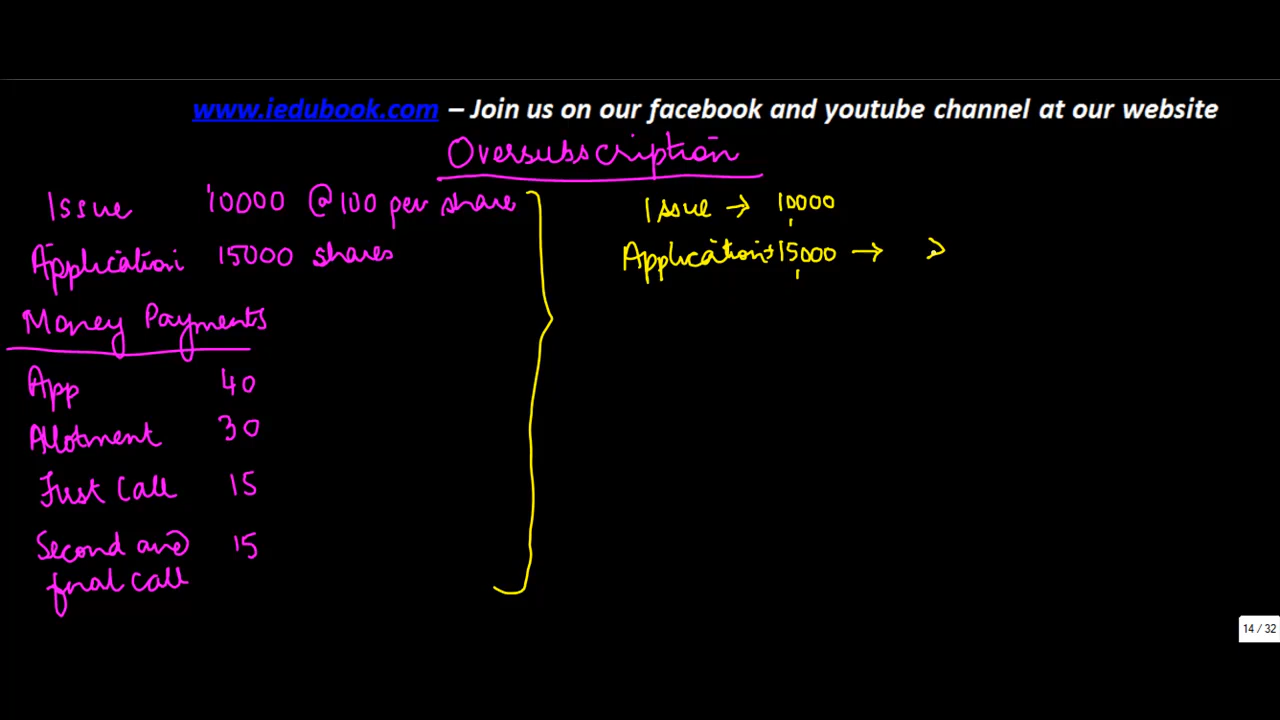 www.iedubook.com – Join us on our facebook and youtube channel at our website
Oversubscription
Issue 10000 @ 100 per share
Application 15000 shares
Money Payments
App 40
Allotment 30
First Call 15
Second and 15
final call
Issue → 10000
Application → 15000 →
14 / 32